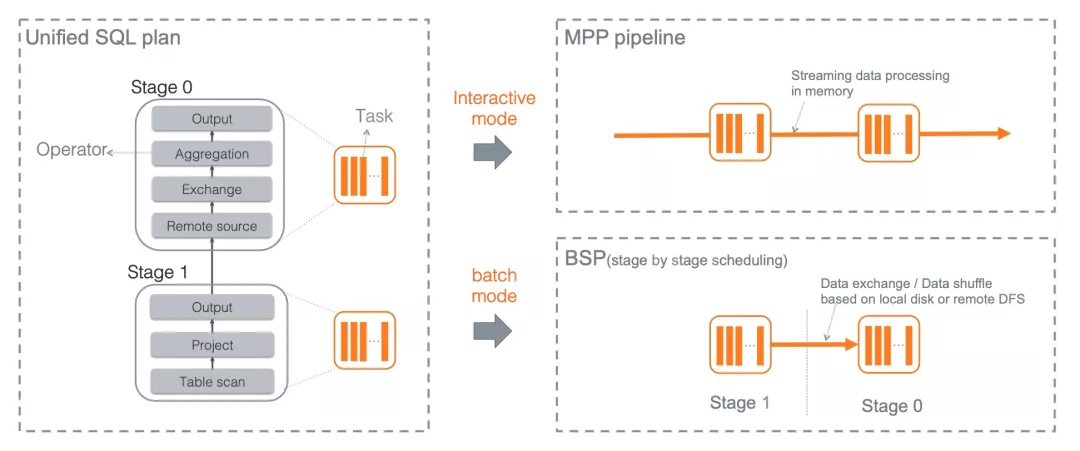 Unified SQL plan
Stage 0
Output
Aggregation
Exchange
Remote source
Operator
Task
Stage 1
Output
Project
Table scan
...
...
Interactive
mode
batch
mode
MPP pipeline
Streaming data processing
in memory
...
...
BSP(stage by stage scheduling)
Data exchange / Data shuffle
based on local disk or remote DFS
...
...
Stage 1
Stage 0